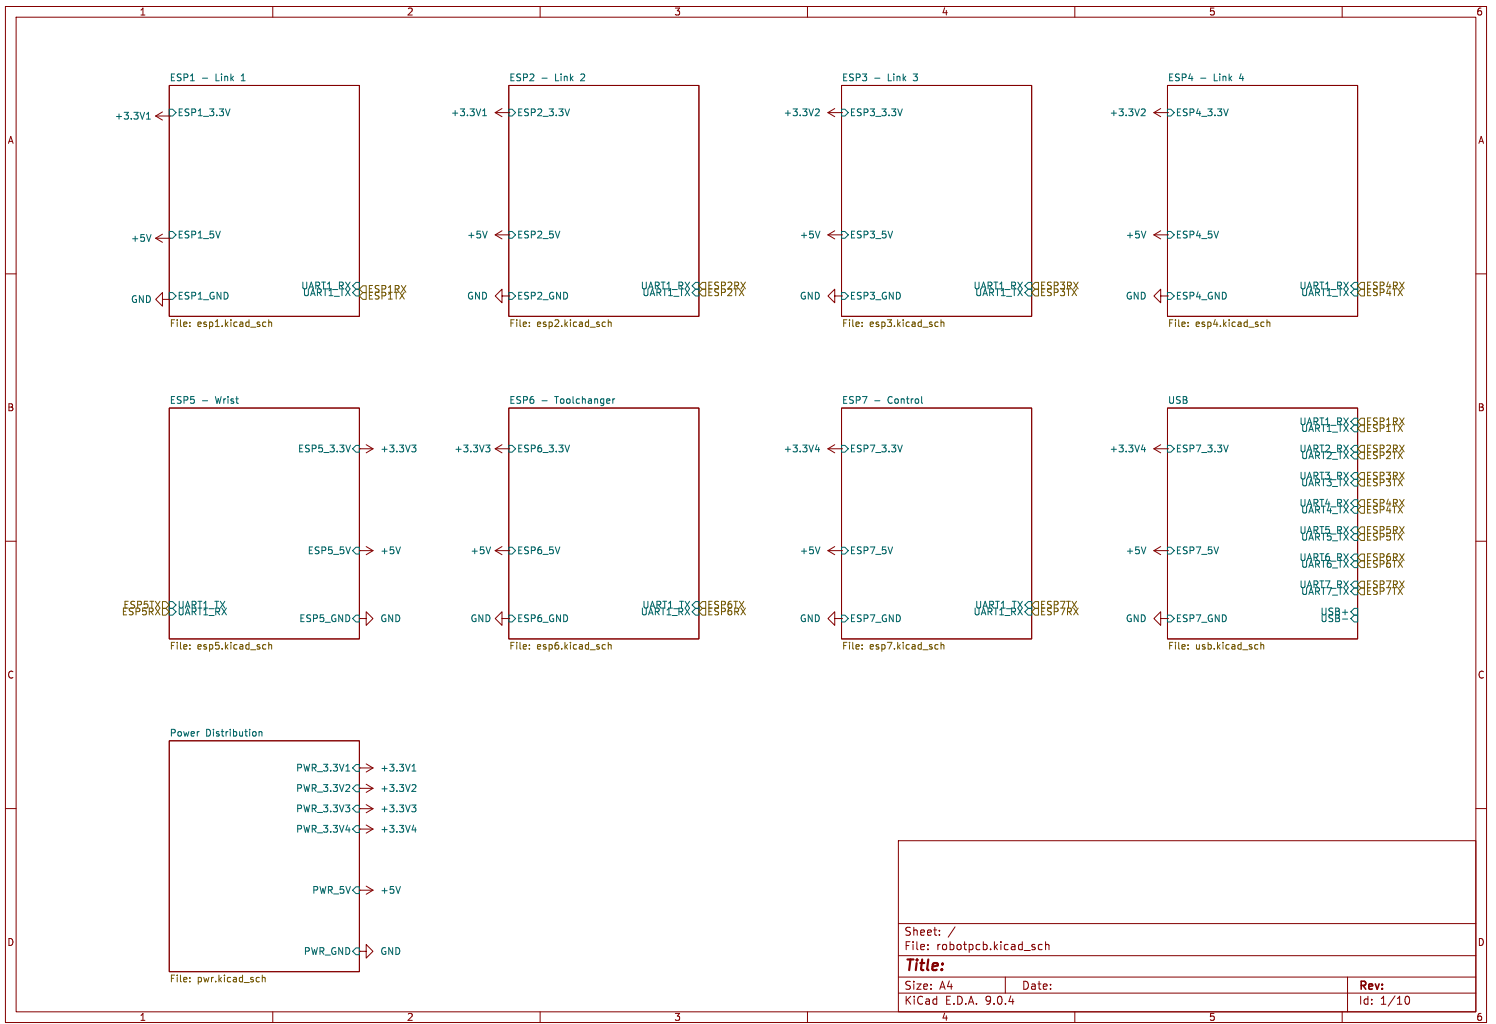 1 2 3 4 5 6
ESP1 - Link 1
ESP2 - Link 2
ESP3 - Link 3
ESP4 - Link 4
+3.3V1 ESP1_3.3V
+3.3V1 ESP2_3.3V
+3.3V2 ESP3_3.3V
+3.3V2 ESP4_3.3V
A A
+5V ESP1_5V
+5V ESP2_5V
+5V ESP3_5V
+5V ESP4_5V
UART1_RX ESP1RX
UART1_TX ESP1TX
UART1_RX ESP2RX
UART1_TX ESP2TX
UART1_RX ESP3RX
UART1_TX ESP3TX
UART1_RX ESP4RX
UART1_TX ESP4TX
GND ESP1_GND
GND ESP2_GND
GND ESP3_GND
GND ESP4_GND
File: esp1.kicad_sch
File: esp2.kicad_sch
File: esp3.kicad_sch
File: esp4.kicad_sch
ESP5 - Wrist
ESP6 - Toolchanger
ESP7 - Control
USB
B B
ESP5_3.3V +3.3V3
+3.3V3 ESP6_3.3V
+3.3V4 ESP7_3.3V
+3.3V4 ESP7_3.3V
ESP5_5V +5V
+5V ESP6_5V
+5V ESP7_5V
+5V ESP7_5V
ESP5TX UART1_TX
ESP5RX UART1_RX
UART1_TX ESP6TX
UART1_RX ESP6RX
UART1_TX ESP7TX
UART1_RX ESP7RX
ESP5_GND GND
GND ESP6_GND
GND ESP7_GND
GND ESP7_GND
UART1_RX ESP1RX
UART1_TX ESP1TX
UART2_RX ESP2RX
UART2_TX ESP2TX
UART3_RX ESP3RX
UART3_TX ESP3TX
UART4_RX ESP4RX
UART4_TX ESP4TX
UART5_RX ESP5RX
UART5_TX ESP5TX
UART6_RX ESP6RX
UART6_TX ESP6TX
UART7_RX ESP7RX
UART7_TX ESP7TX
USB+
USB-
File: esp5.kicad_sch
File: esp6.kicad_sch
File: esp7.kicad_sch
File: usb.kicad_sch
C C
Power Distribution
PWR_3.3V1 +3.3V1
PWR_3.3V2 +3.3V2
PWR_3.3V3 +3.3V3
PWR_3.3V4 +3.3V4
PWR_5V +5V
PWR_GND GND
File: pwr.kicad_sch
D D
Sheet: /
File: robotpcb.kicad_sch
Title:
Size: A4 Date: Rev:
KiCad E.D.A. 9.0.4 Id: 1/10
1 2 3 4 5 6